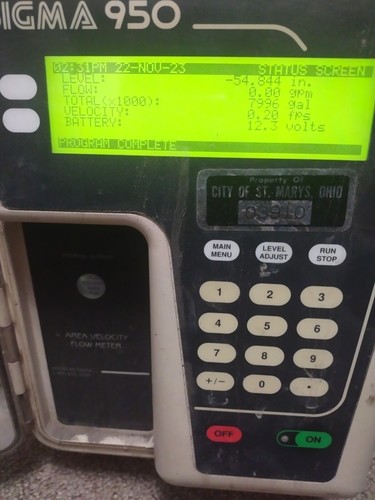 SIGMA 950
02:31PM 22-NOV-23 STATUS SCREEN
LEVEL: -54.844 in.
FLOW: 0.00 gpm
TOTAL(x1000): 7996 gal
VELOCITY: 0.20 fps
BATTERY: 12.3 volts
PROGRAM COMPLETE
Property Of
CITY OF ST. MARYS, OHIO
MAIN MENU
LEVEL ADJUST
RUN STOP
1 2 3
4 5 6
7 8 9
+/- 0 •
OFF ON
AREA VELOCITY
FLOW METER